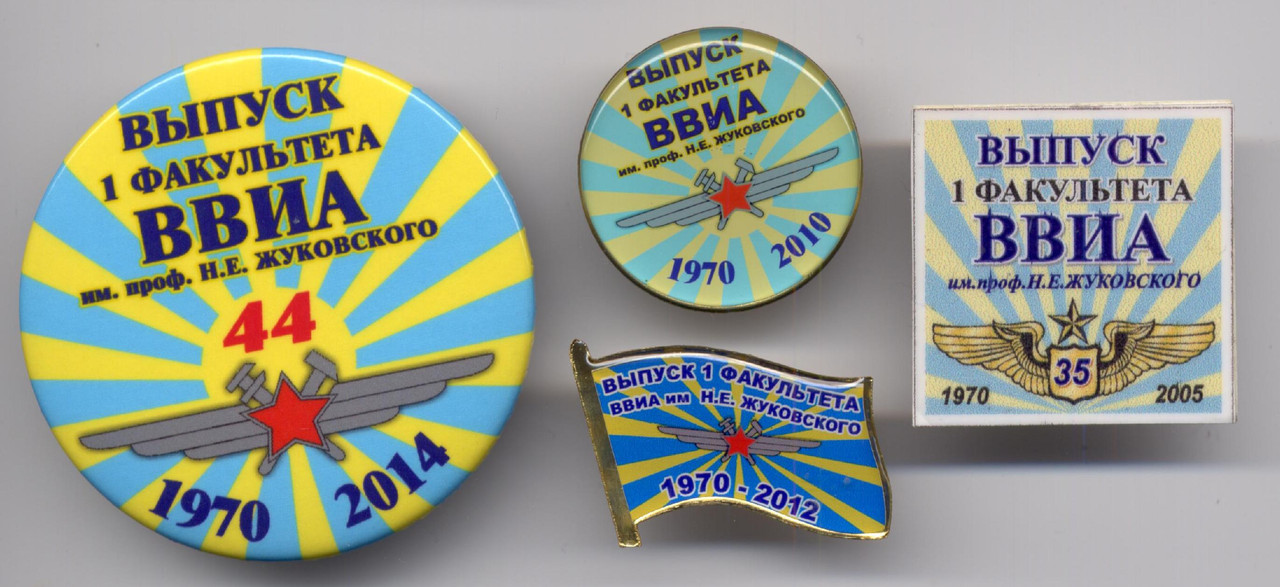 ВЫПУСК
1 ФАКУЛЬТЕТА
ВВИА
им. проф. Н.Е. ЖУКОВСКОГО
44
1970 2014
ВЫПУСК
1 ФАКУЛЬТЕТА
ВВИА
им. проф. Н.Е. ЖУКОВСКОГО
1970 2010
ВЫПУСК 1 ФАКУЛЬТЕТА
ВВИА им Н.Е. ЖУКОВСКОГО
1970 - 2012
ВЫПУСК
1 ФАКУЛЬТЕТА
ВВИА
им.проф.Н.Е.ЖУКОВСКОГО
35
1970 2005